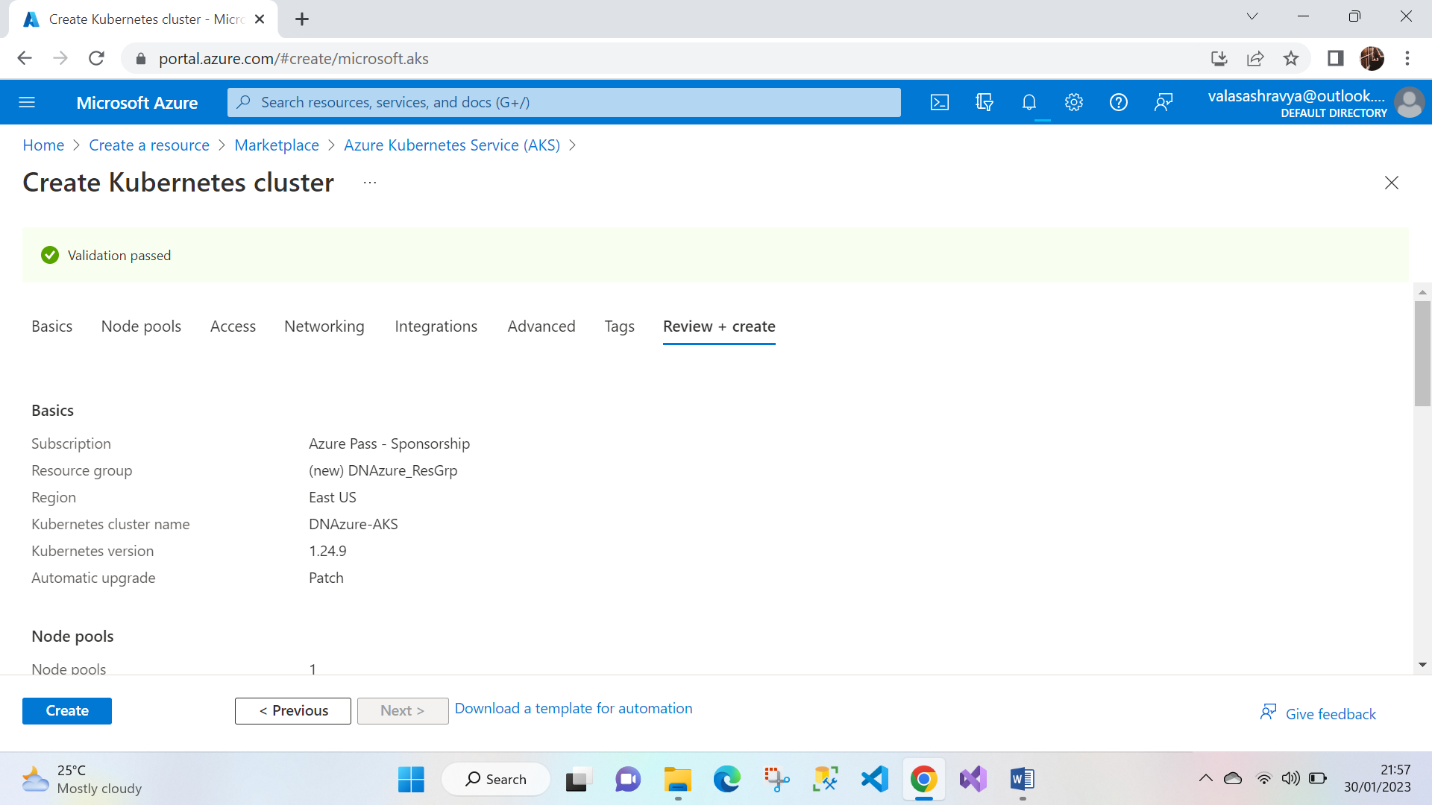 Create Kubernetes cluster - Micr
portal.azure.com/#create/microsoft.aks
Microsoft Azure
Search resources, services, and docs (G+/)
valasashravya@outlook....
DEFAULT DIRECTORY
Home > Create a resource > Marketplace > Azure Kubernetes Service (AKS) >
Create Kubernetes cluster ...
Validation passed
Basics Node pools Access Networking Integrations Advanced Tags Review + create
Basics
Subscription Azure Pass - Sponsorship
Resource group (new) DNAzure_ResGrp
Region East US
Kubernetes cluster name DNAzure-AKS
Kubernetes version 1.24.9
Automatic upgrade Patch
Node pools
Node pools 1
Create < Previous Next > Download a template for automation Give feedback
25°C
Mostly cloudy
Search
21:57
30/01/2023